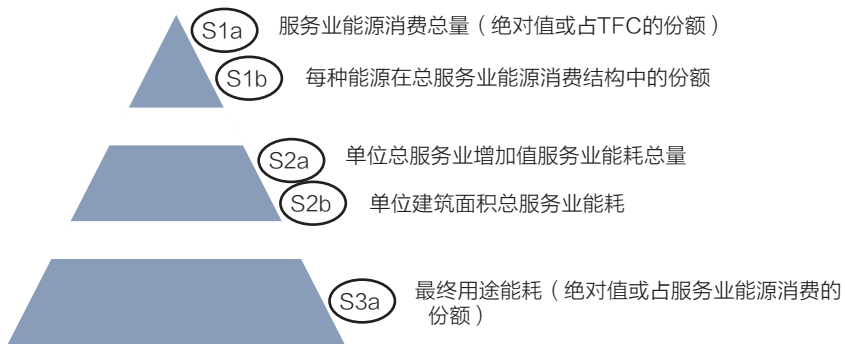 S1a 服务业能源消费总量（绝对值或占TFC的份额）
S1b 每种能源在总服务业能源消费结构中的份额
S2a 单位总服务业增加值服务业能耗总量
S2b 单位建筑面积总服务业能耗
S3a 最终用途能耗（绝对值或占服务业能源消费的
份额）